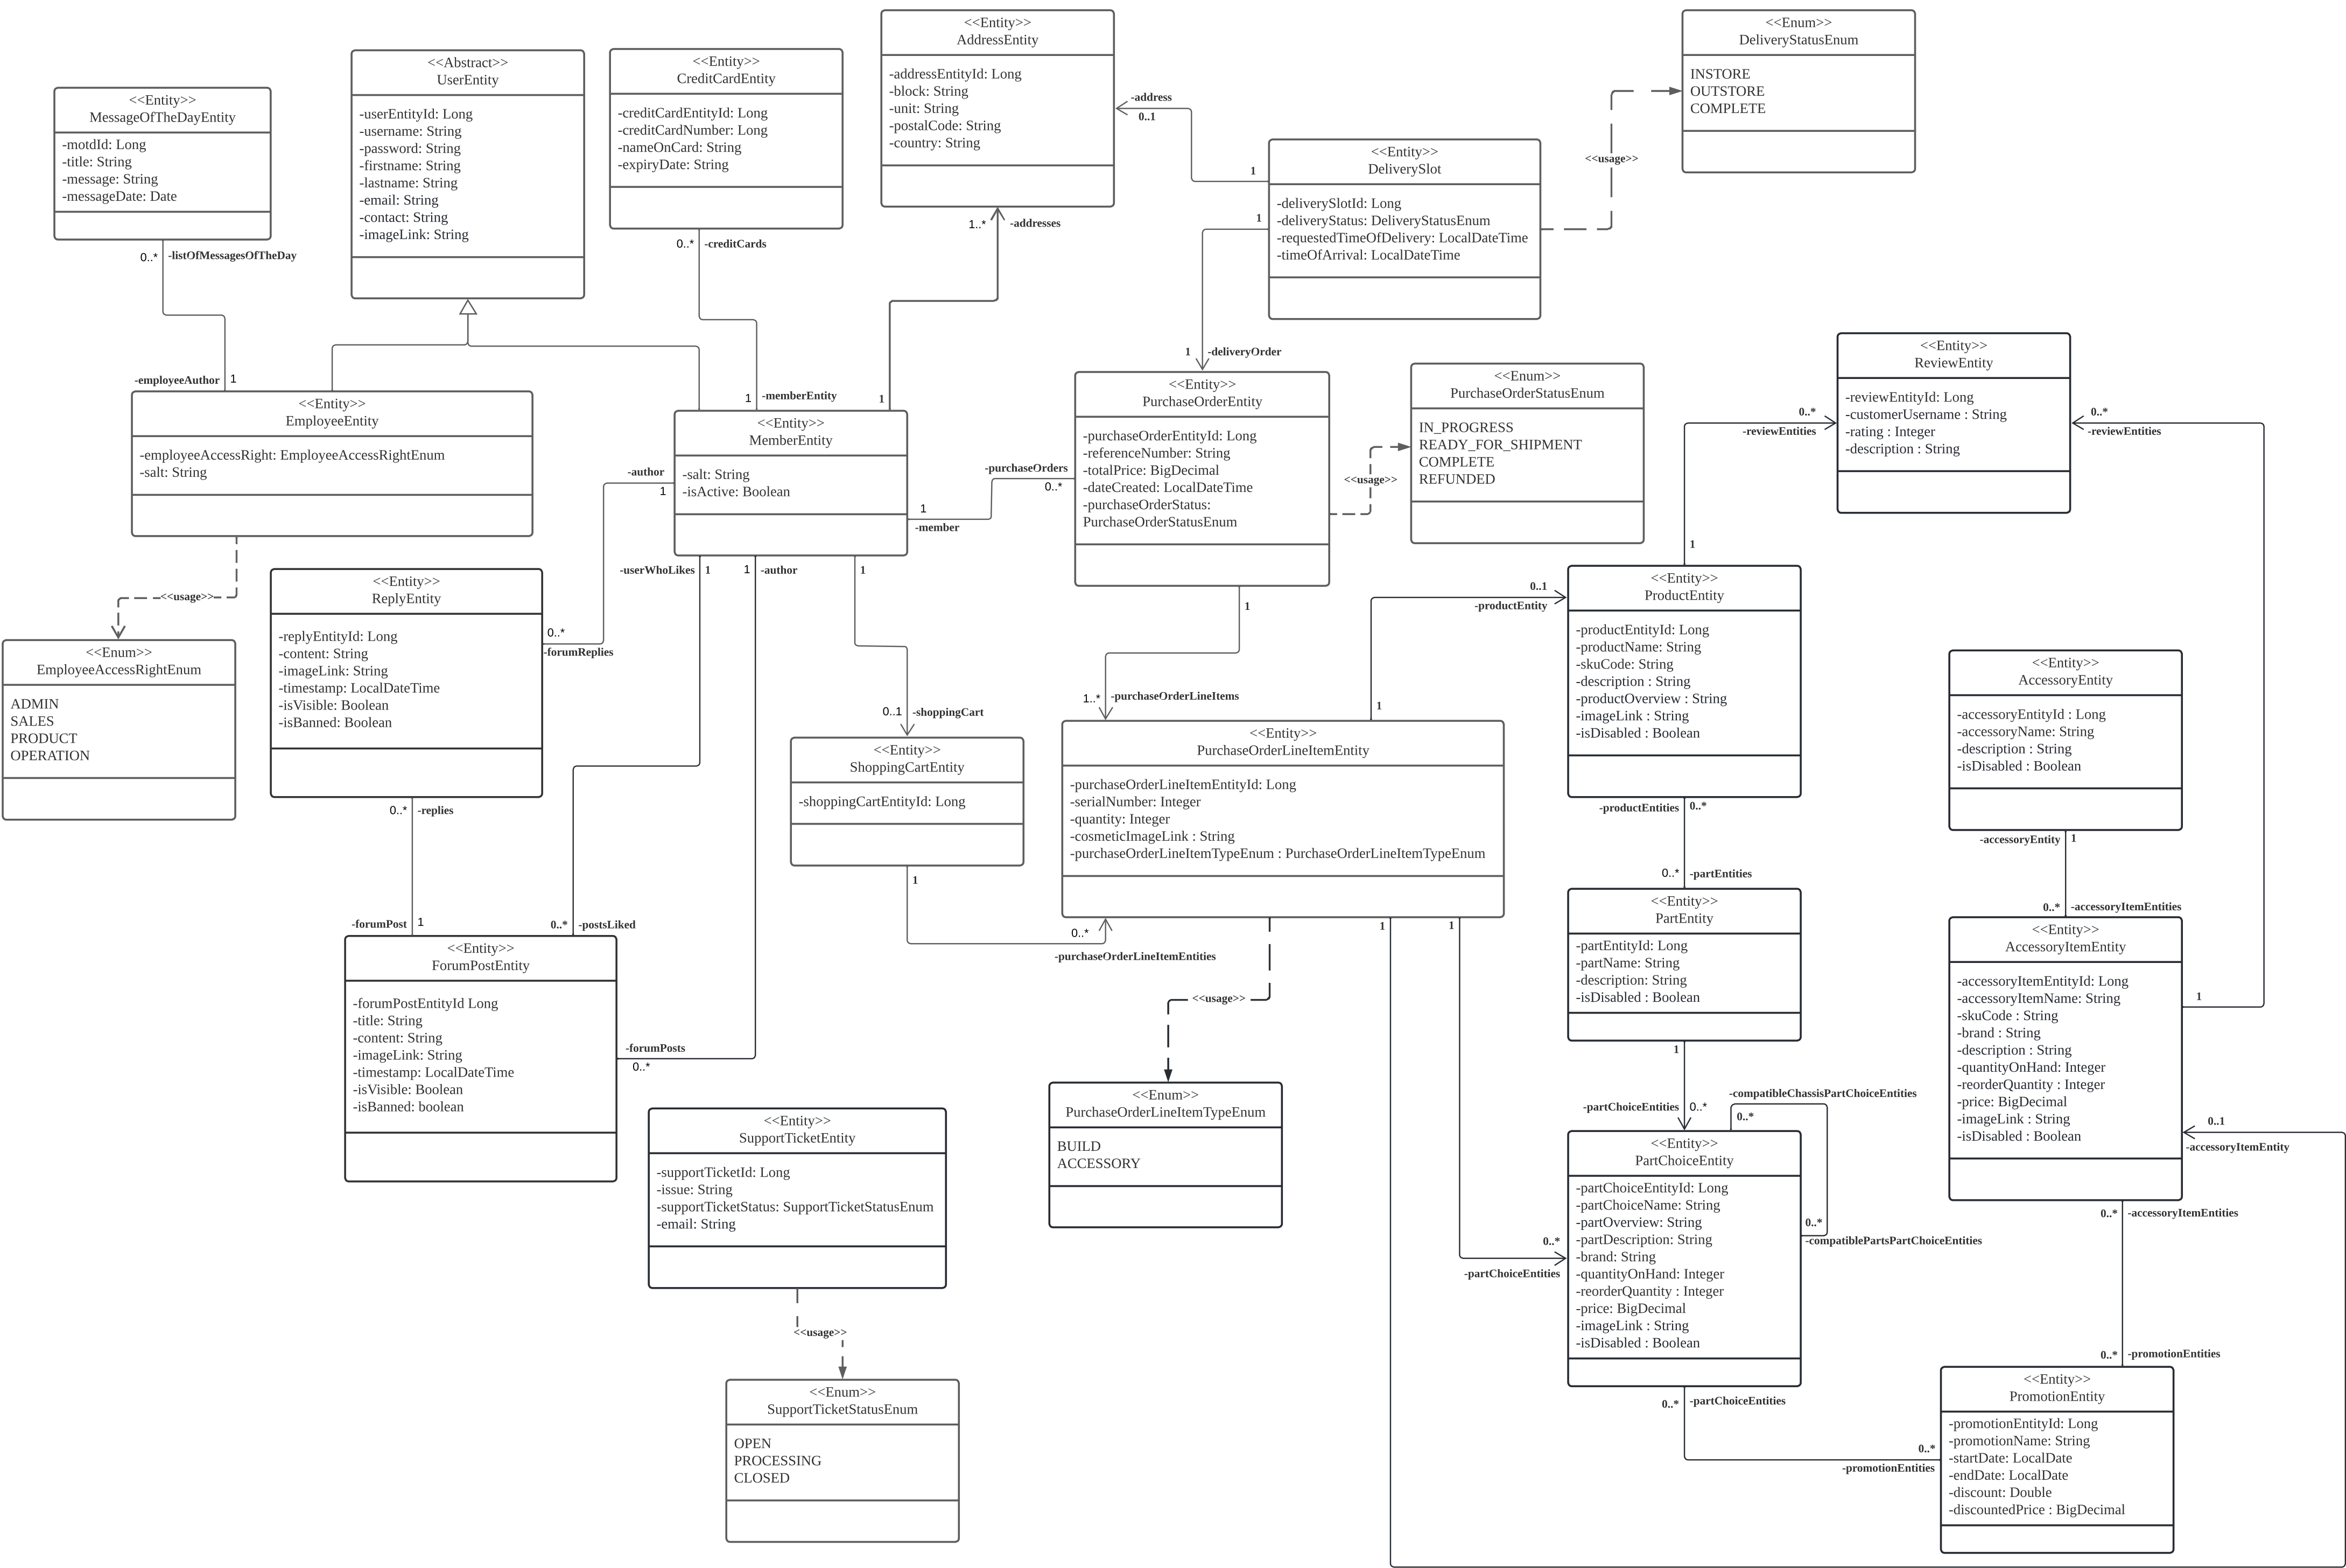 <<Entity>>
MessageOfTheDayEntity
-motdId: Long
-title: String
-message: String
-messageDate: Date
0..*
-listOfMessagesOfTheDay
<<Abstract>>
UserEntity
-userEntityId: Long
-username: String
-password: String
-firstname: String
-lastname: String
-email: String
-contact: String
-imageLink: String
<<Entity>>
CreditCardEntity
-creditCardEntityId: Long
-creditCardNumber: Long
-nameOnCard: String
-expiryDate: String
0..*
-creditCards
<<Entity>>
AddressEntity
-addressEntityId: Long
-block: String
-unit: String
-postalCode: String
-country: String
1..*
-addresses
-address
0..1
1
1
<<Entity>>
DeliverySlot
-deliverySlotId: Long
-deliveryStatus: DeliveryStatusEnum
-requestedTimeOfDelivery: LocalDateTime
-timeOfArrival: LocalDateTime
<<usage>>
<<Enum>>
DeliveryStatusEnum
INSTORE
OUTSTORE
COMPLETE
-employeeAuthor
1
<<Entity>>
EmployeeEntity
-employeeAccessRight: EmployeeAccessRightEnum
-salt: String
<<usage>>
<<Enum>>
EmployeeAccessRightEnum
ADMIN
SALES
PRODUCT
OPERATION
1
-memberEntity
1
<<Entity>>
MemberEntity
-salt: String
-isActive: Boolean
-author
1
1
-member
-userWhoLikes
1
1
-author
1
-purchaseOrders
0..*
1
-deliveryOrder
<<Entity>>
PurchaseOrderEntity
-purchaseOrderEntityId: Long
-referenceNumber: String
-totalPrice: BigDecimal
-dateCreated: LocalDateTime
-purchaseOrderStatus:
PurchaseOrderStatusEnum
1
<<usage>>
<<Enum>>
PurchaseOrderStatusEnum
IN_PROGRESS
READY_FOR_SHIPMENT
COMPLETE
REFUNDED
<<Entity>>
ReviewEntity
-reviewEntityId: Long
-customerUsername : String
-rating : Integer
-description : String
0..*
-reviewEntities
0..*
-reviewEntities
<<Entity>>
ReplyEntity
-replyEntityId: Long
-content: String
-imageLink: String
-timestamp: LocalDateTime
-isVisible: Boolean
-isBanned: Boolean
0..*
-forumReplies
0..*
-replies
-forumPost
1
0..*
-postsLiked
<<Entity>>
ForumPostEntity
-forumPostEntityId Long
-title: String
-content: String
-imageLink: String
-timestamp: LocalDateTime
-isVisible: Boolean
-isBanned: boolean
-forumPosts
0..*
0..1
-shoppingCart
<<Entity>>
ShoppingCartEntity
-shoppingCartEntityId: Long
1
0..*
-purchaseOrderLineItemEntities
1..*
-purchaseOrderLineItems
1
<<Entity>>
PurchaseOrderLineItemEntity
-purchaseOrderLineItemEntityId: Long
-serialNumber: Integer
-quantity: Integer
-cosmeticImageLink : String
-purchaseOrderLineItemTypeEnum : PurchaseOrderLineItemTypeEnum
1
1
<<usage>>
<<Enum>>
PurchaseOrderLineItemTypeEnum
BUILD
ACCESSORY
0..1
-productEntity
1
<<Entity>>
ProductEntity
-productEntityId: Long
-productName: String
-skuCode: String
-description : String
-productOverview : String
-imageLink : String
-isDisabled : Boolean
-productEntities
0..*
0..*
-partEntities
<<Entity>>
PartEntity
-partEntityId: Long
-partName: String
-description: String
-isDisabled : Boolean
1
-partChoiceEntities
0..*
-compatibleChassisPartChoiceEntities
0..*
<<Entity>>
PartChoiceEntity
-partChoiceEntityId: Long
-partChoiceName: String
-partOverview: String
-partDescription: String
-brand: String
-quantityOnHand: Integer
-reorderQuantity : Integer
-price: BigDecimal
-imageLink : String
-isDisabled : Boolean
0..*
-compatiblePartsPartChoiceEntities
0..*
-partChoiceEntities
0..*
-partChoiceEntities
<<Entity>>
AccessoryEntity
-accessoryEntityId : Long
-accessoryName: String
-description : String
-isDisabled : Boolean
-accessoryEntity
1
0..*
-accessoryItemEntities
<<Entity>>
AccessoryItemEntity
-accessoryItemEntityId: Long
-accessoryItemName: String
-skuCode : String
-brand : String
-description : String
-quantityOnHand: Integer
-reorderQuantity : Integer
-price: BigDecimal
-imageLink : String
-isDisabled : Boolean
1
0..1
-accessoryItemEntity
0..*
-accessoryItemEntities
0..*
-promotionEntities
0..*
-promotionEntities
<<Entity>>
PromotionEntity
-promotionEntityId: Long
-promotionName: String
-startDate: LocalDate
-endDate: LocalDate
-discount: Double
-discountedPrice : BigDecimal
<<Entity>>
SupportTicketEntity
-supportTicketId: Long
-issue: String
-supportTicketStatus: SupportTicketStatusEnum
-email: String
<<usage>>
<<Enum>>
SupportTicketStatusEnum
OPEN
PROCESSING
CLOSED